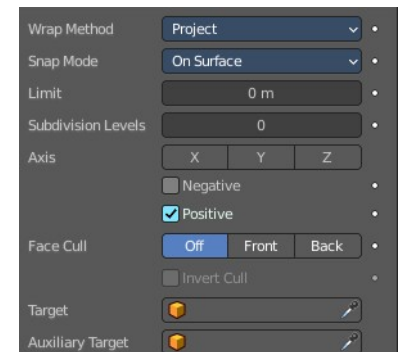 Wrap Method Project
Snap Mode On Surface
Limit 0 m
Subdivision Levels 0
Axis X Y Z
Negative
Positive
Face Cull Off Front Back
Invert Cull
Target
Auxiliary Target